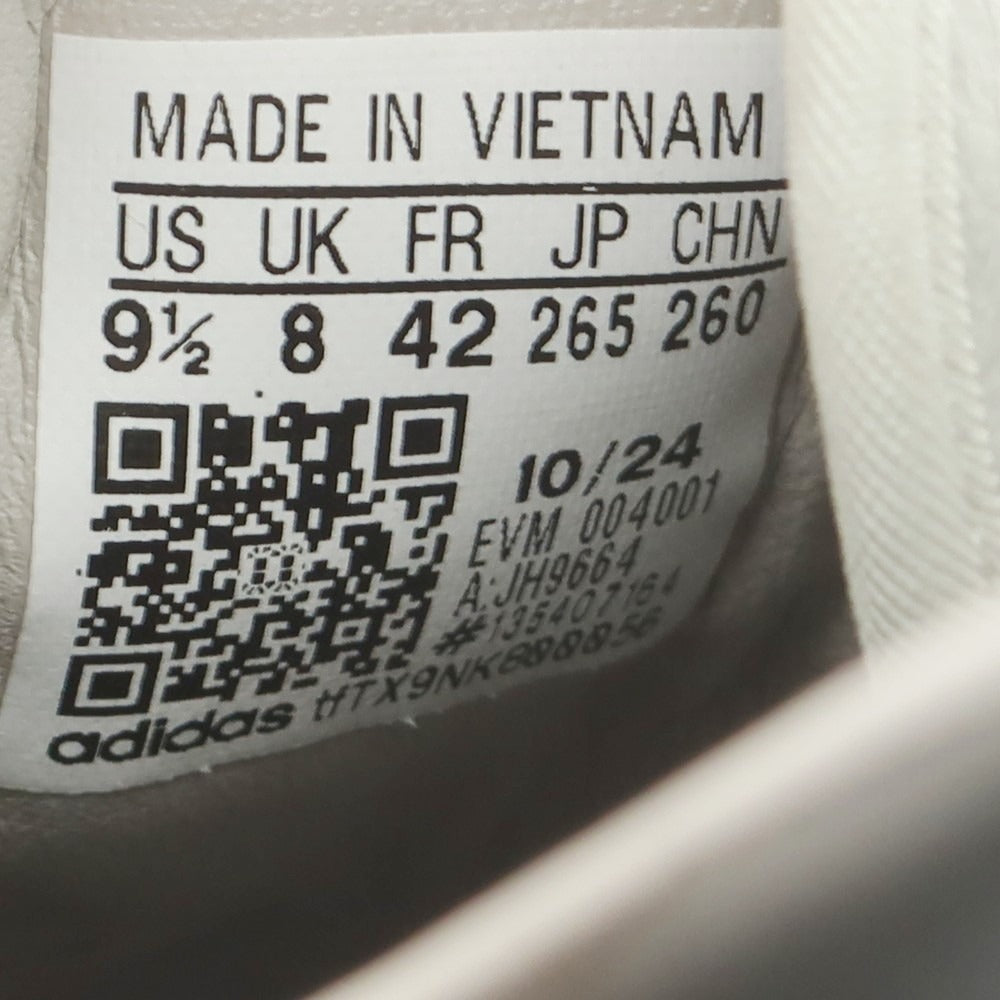 MADE IN VIETNAM
US UK FR JP CHN
9½ 8 42 265 260
10/24
EVM 004001
A:JH9664
#135407164
adidas